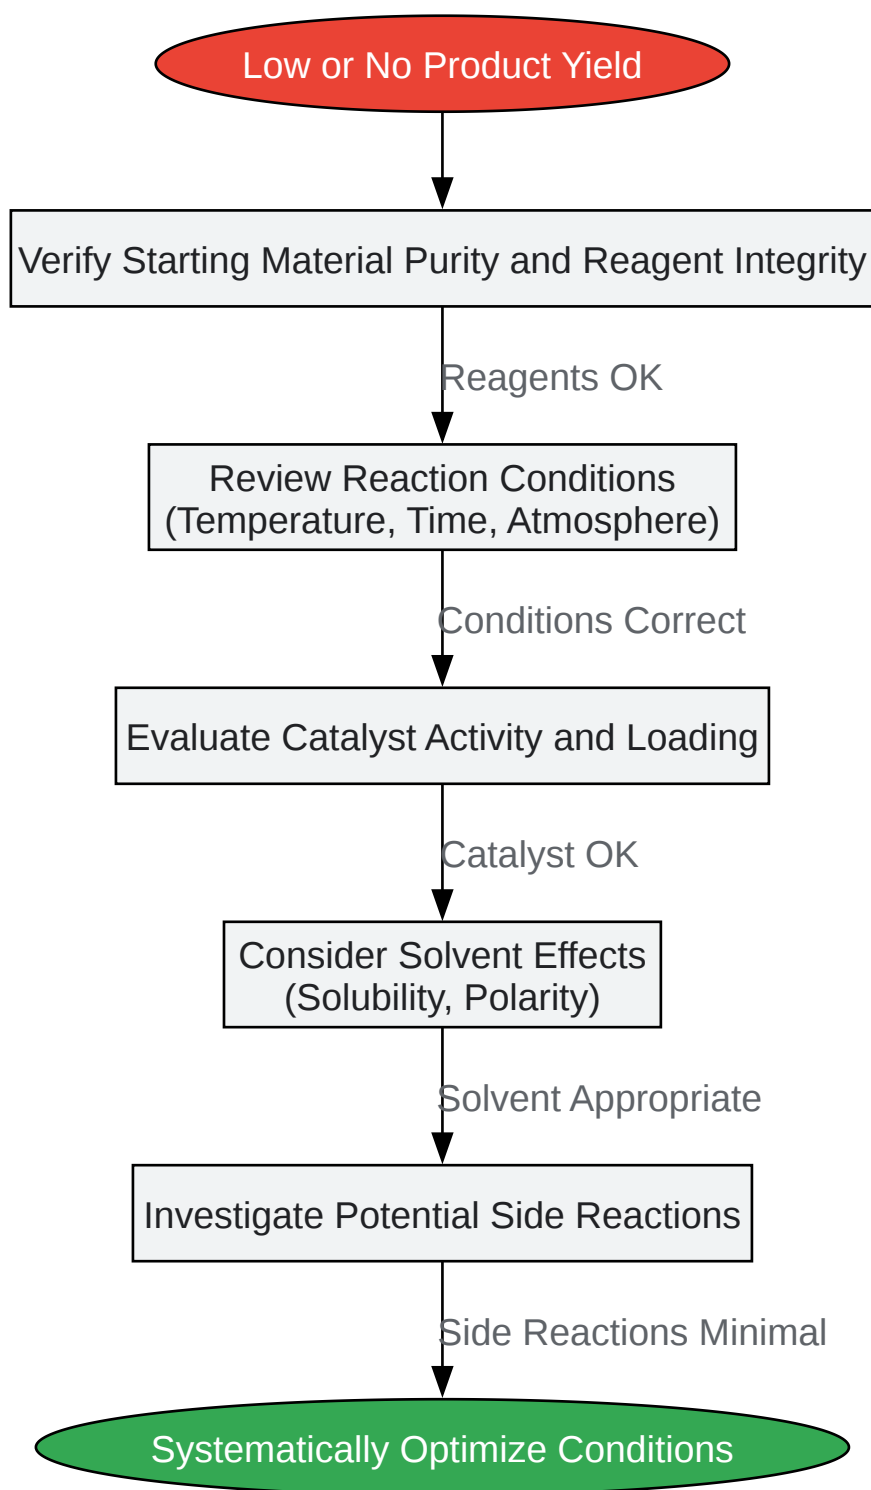 Low or No Product Yield
Verify Starting Material Purity and Reagent Integrity
Reagents OK
Review Reaction Conditions
(Temperature, Time, Atmosphere)
Conditions Correct
Evaluate Catalyst Activity and Loading
Catalyst OK
Consider Solvent Effects
(Solubility, Polarity)
Solvent Appropriate
Investigate Potential Side Reactions
Side Reactions Minimal
Systematically Optimize Conditions